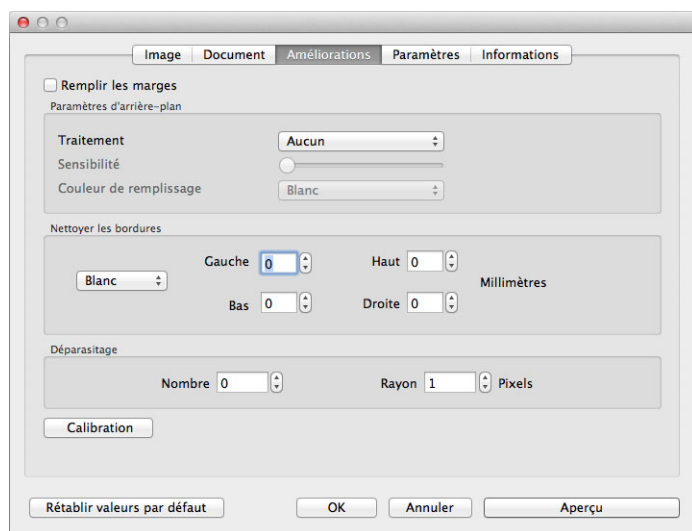 Image Document Améliorations Paramètres Informations
Remplir les marges
Paramètres d'arrière-plan
Traitement Aucun
Sensibilité
Couleur de remplissage Blanc
Nettoyer les bordures
Gauche 0 Haut 0
Blanc Millimètres
Bas 0 Droite 0
Déparasitage
Nombre 0 Rayon 1 Pixels
Calibration
Rétablir valeurs par défaut OK Annuler Aperçu